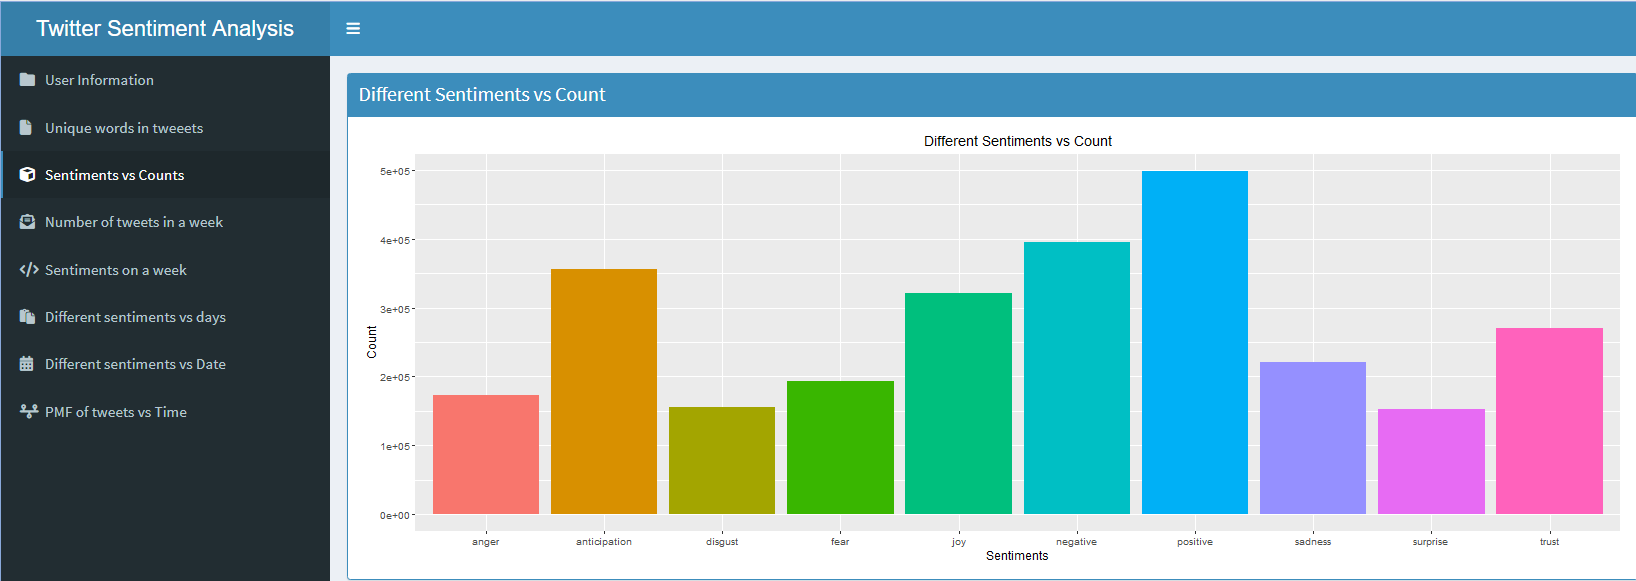 Twitter Sentiment Analysis
User Information
Unique words in tweeets
Sentiments vs Counts
Number of tweets in a week
Sentiments on a week
Different sentiments vs days
Different sentiments vs Date
PMF of tweets vs Time
Different Sentiments vs Count
Different Sentiments vs Count
5e+05
4e+05
3e+05
2e+05
1e+05
0e+00
Count
anger anticipation disgust fear joy negative positive sadness surprise trust
Sentiments